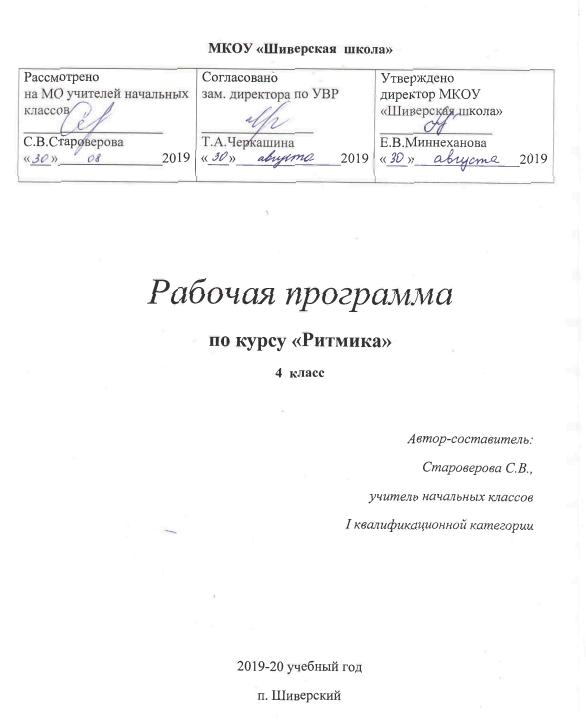 МКОУ «Шиверская школа»
Рассмотрено
на МО учителей начальных
классов
С.В.Староверова
«30» 08 2019
Согласовано
зам. директора по УВР
Т.А.Черкашина
«30» августа 2019
Утверждено
директор МКОУ
«Шиверская школа»
Е.В.Миннеханова
«30» августа 2019
Рабочая программа
по курсу «Ритмика»
4 класс
Автор-составитель:
Староверова С.В.,
учитель начальных классов
I квалификационной категории
2019-20 учебный год
п. Шиверский